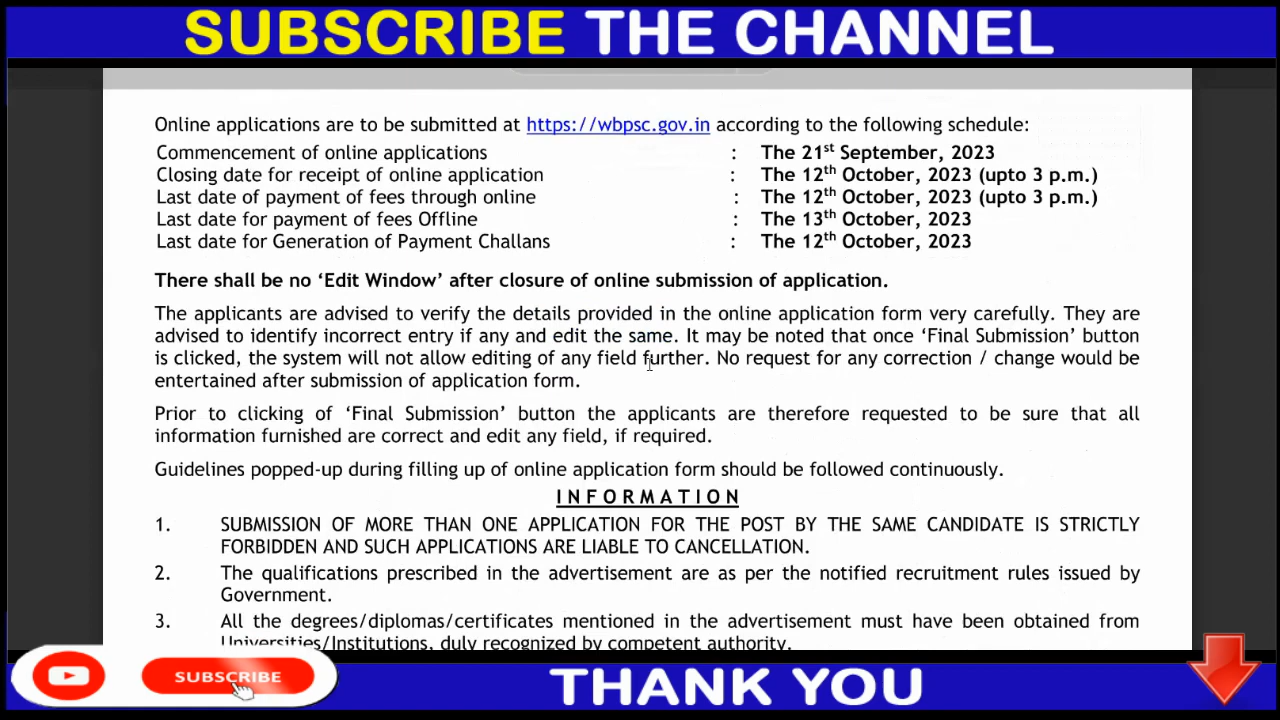 SUBSCRIBE THE CHANNEL
Online applications are to be submitted at https://wbpsc.gov.in according to the following schedule:
Commencement of online applications : The 21st September, 2023
Closing date for receipt of online application : The 12th October, 2023 (upto 3 p.m.)
Last date of payment of fees through online : The 12th October, 2023 (upto 3 p.m.)
Last date for payment of fees Offline : The 13th October, 2023
Last date for Generation of Payment Challans : The 12th October, 2023
There shall be no ‘Edit Window’ after closure of online submission of application.
The applicants are advised to verify the details provided in the online application form very carefully. They are
advised to identify incorrect entry if any and edit the same. It may be noted that once ‘Final Submission’ button
is clicked, the system will not allow editing of any field further. No request for any correction / change would be
entertained after submission of application form.
Prior to clicking of ‘Final Submission’ button the applicants are therefore requested to be sure that all
information furnished are correct and edit any field, if required.
Guidelines popped-up during filling up of online application form should be followed continuously.
INFORMATION
1. SUBMISSION OF MORE THAN ONE APPLICATION FOR THE POST BY THE SAME CANDIDATE IS STRICTLY
FORBIDDEN AND SUCH APPLICATIONS ARE LIABLE TO CANCELLATION.
2. The qualifications prescribed in the advertisement are as per the notified recruitment rules issued by
Government.
3. All the degrees/diplomas/certificates mentioned in the advertisement must have been obtained from
Universities/Institutions, duly recognized by competent authority.
SUBSCRIBE
THANK YOU